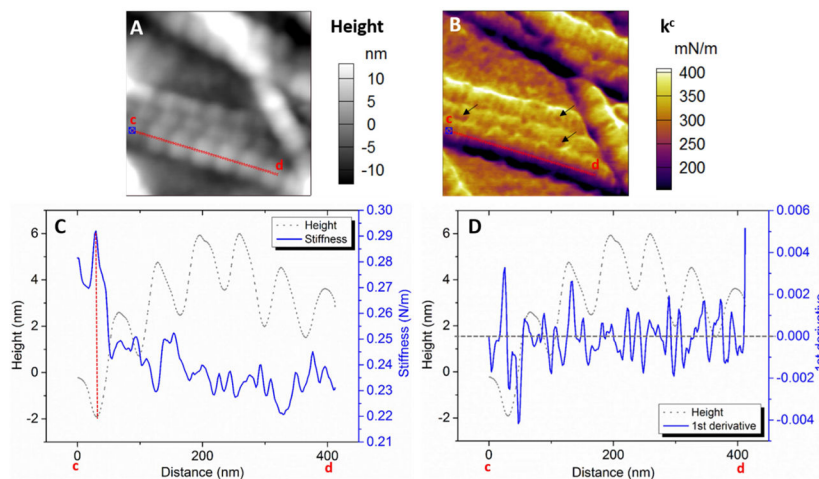 A
Height
nm
10
5
0
-5
-10
c
d
B
kᶜ
mN/m
400
350
300
250
200
c
d
C
Height
Stiffness
6
4
2
0
-2
Height (nm)
0.30
0.29
0.28
0.27
0.26
0.25
0.24
0.23
0.22
0.21
Stiffness (N/m)
0
200
400
c
d
Distance (nm)
D
Height
1st derivative
6
4
2
0
-2
Height (nm)
0.006
0.004
0.002
0.000
-0.002
-0.004
1st derivative
0
200
400
c
d
Distance (nm)